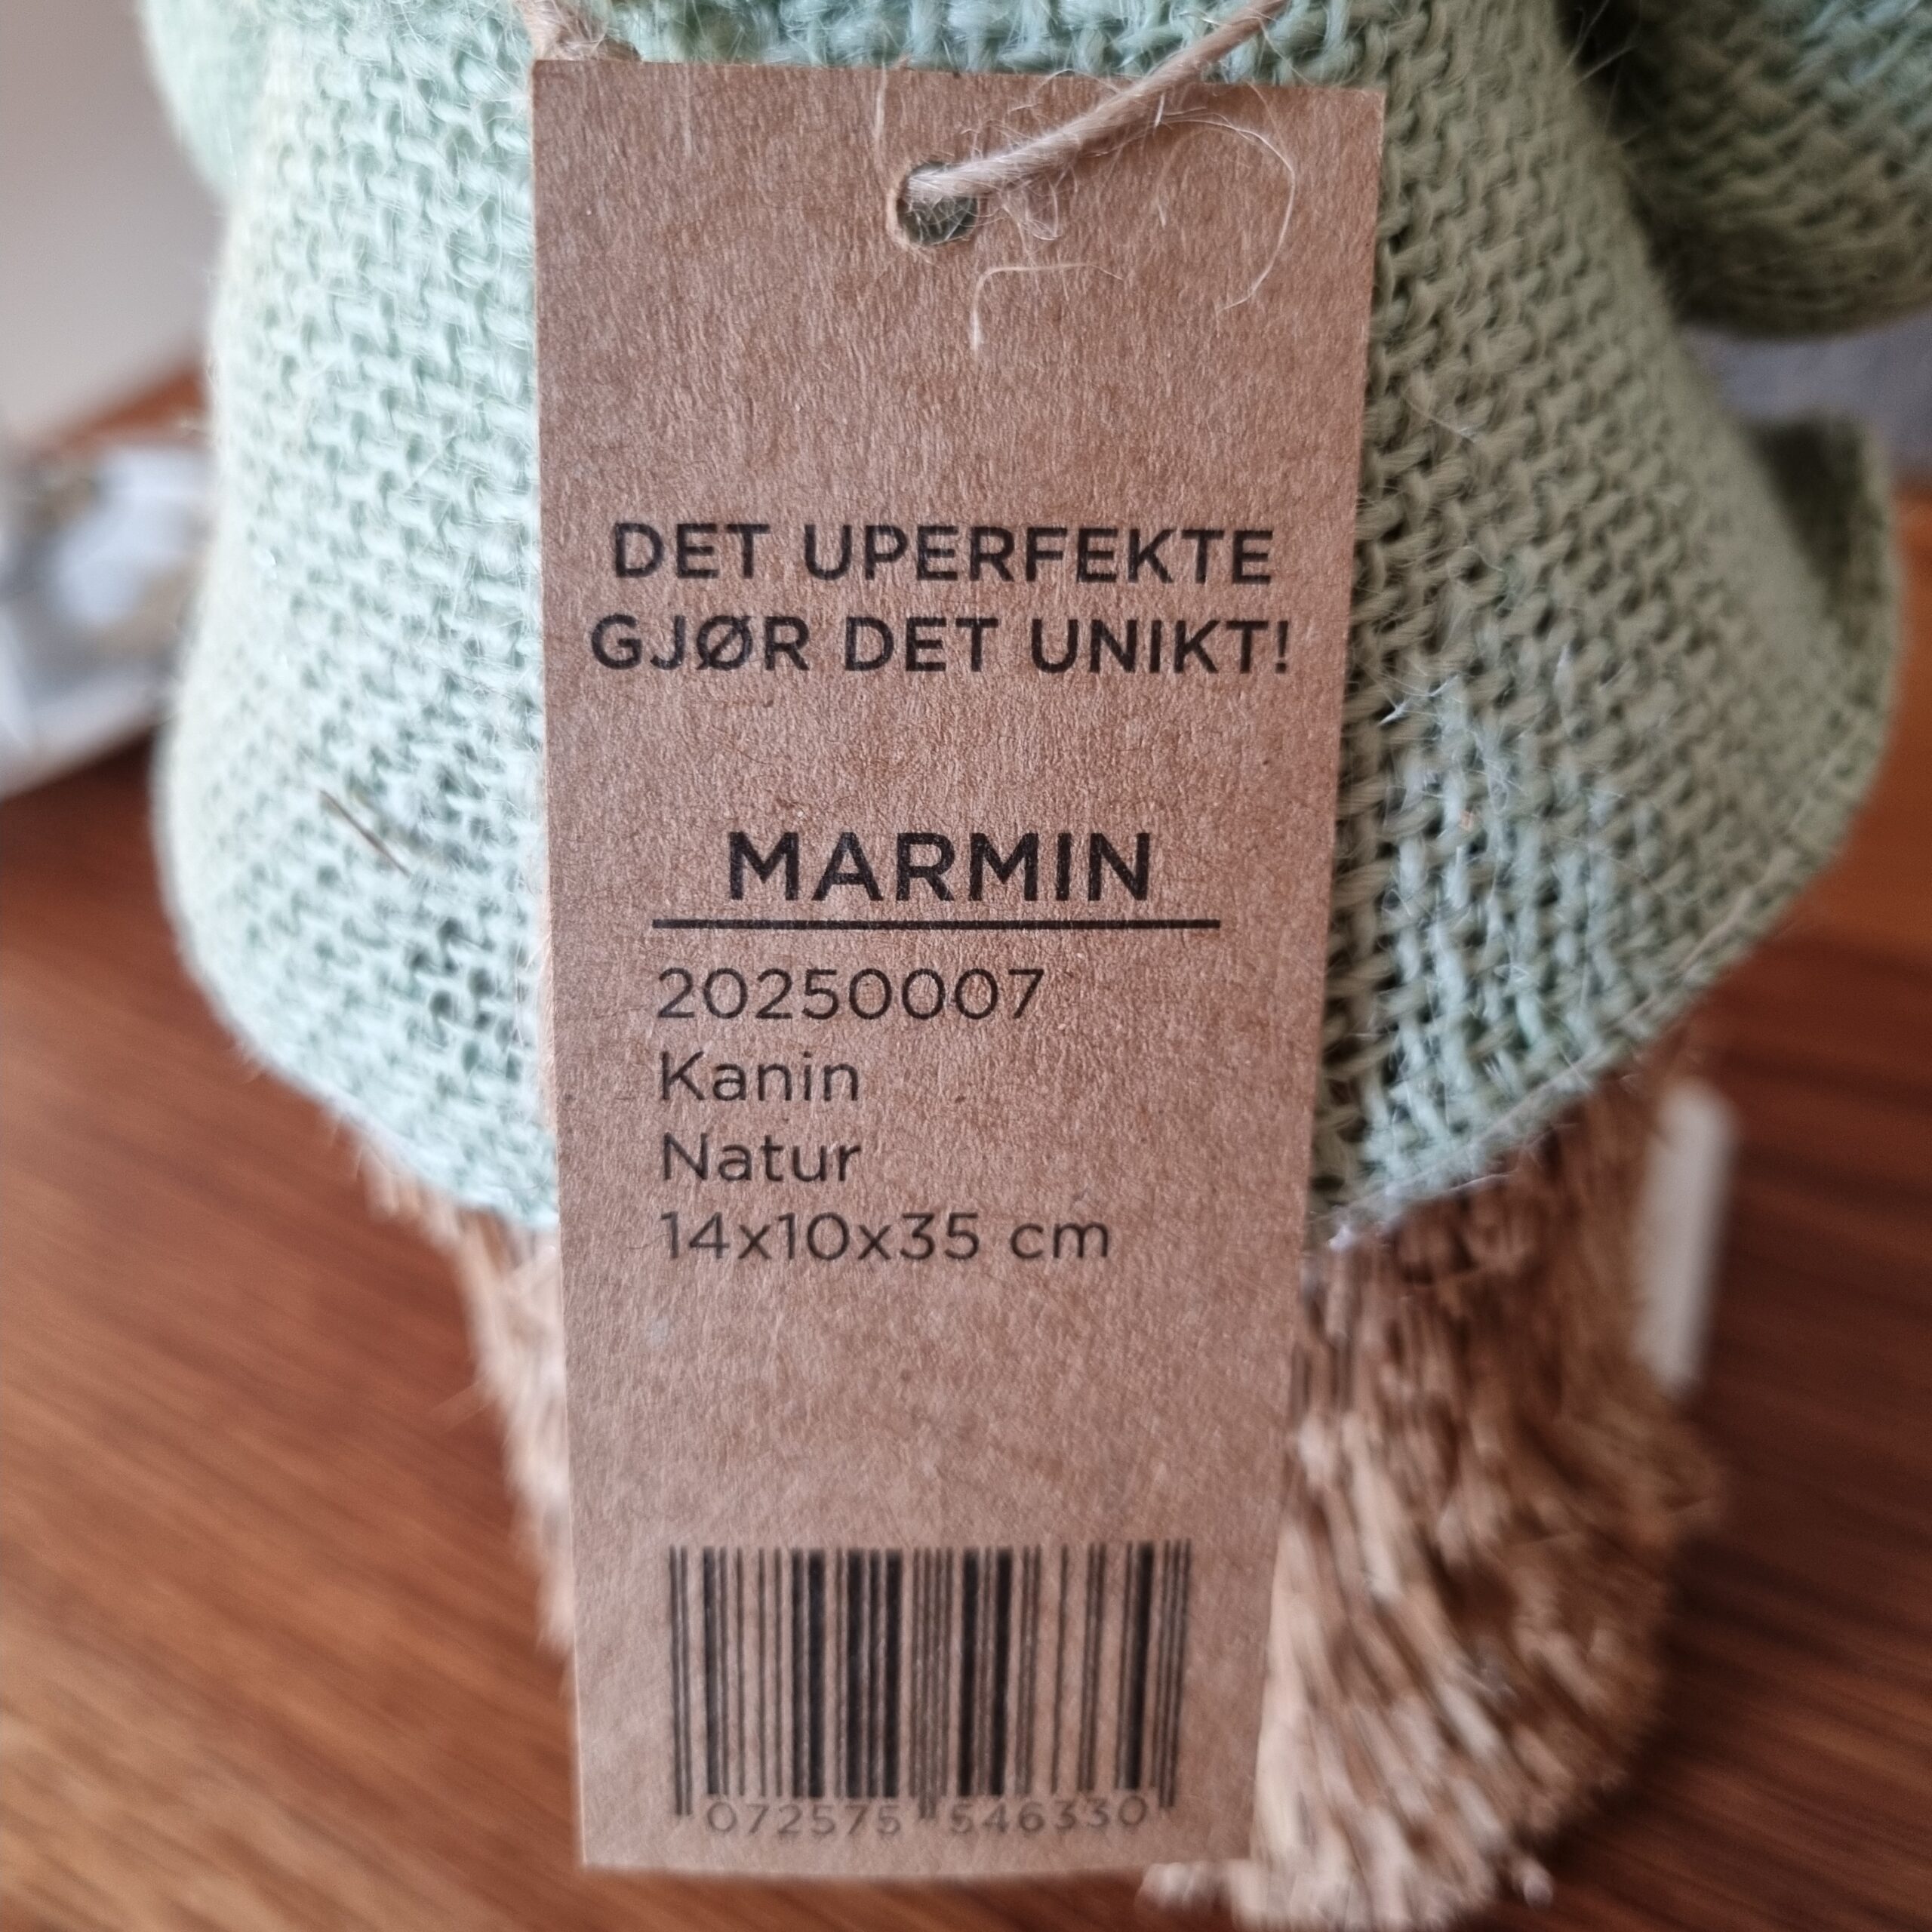 DET UPERFEKTE
GJØR DET UNIKT!
MARMIN
20250007
Kanin
Natur
14x10x35 cm
072575 546330